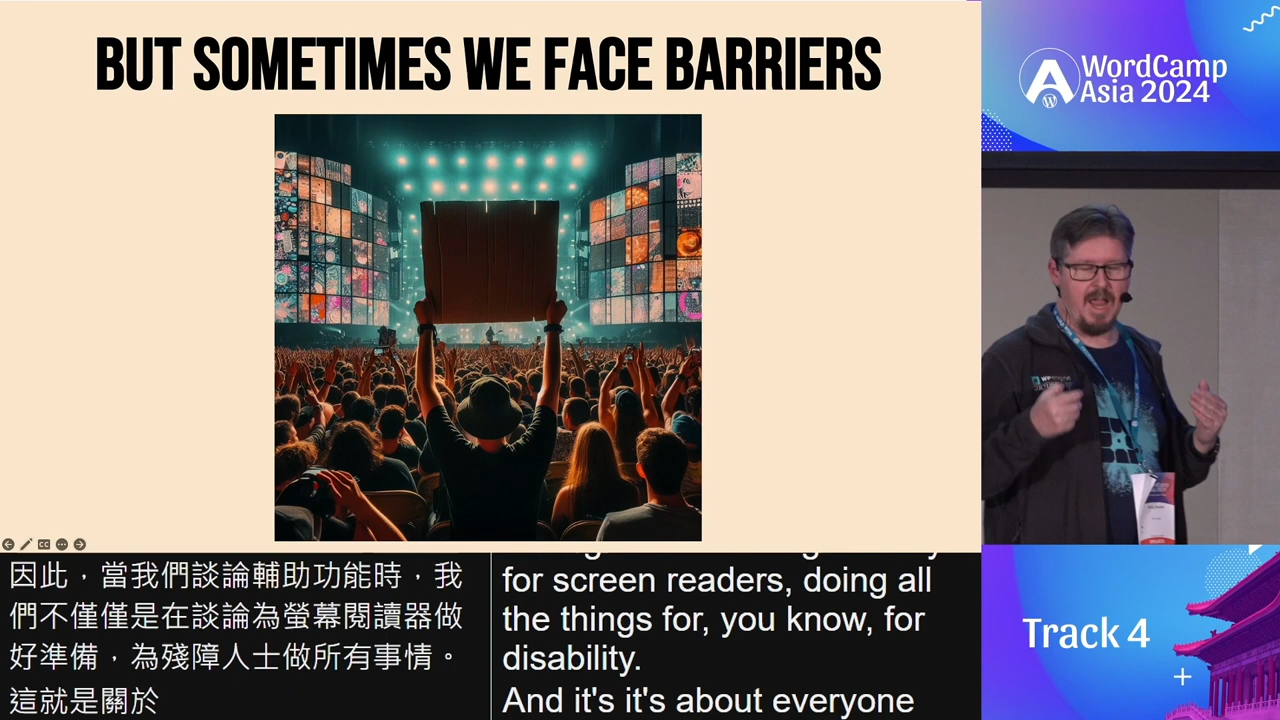 BUT SOMETIMES WE FACE BARRIERS
WordCamp
Asia 2024
因此，當我們談論輔助功能時，我
們不僅僅是在談論為螢幕閱讀器做
好準備，為殘障人士做所有事情。
這就是關於
for screen readers, doing all
the things for, you know, for
disability.
And it's it's about everyone
Track 4